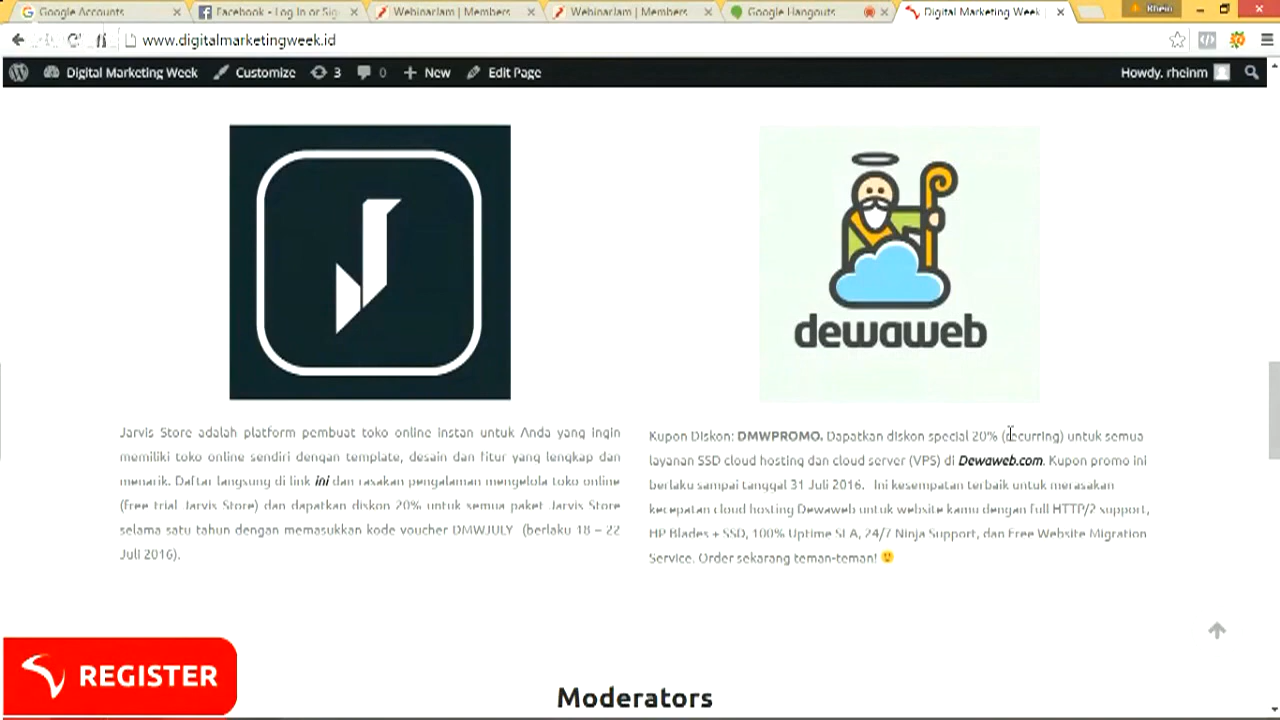 Google Accounts
Facebook - Log In or Sig
WebinarJam | Members
WebinarJam | Members
Google Hangouts
Digital Marketing Week
Rhein
www.digitalmarketingweek.id
Digital Marketing Week
Customize
3
0
New
Edit Page
Howdy, rheinm
dewaweb
Jarvis Store adalah platform pembuat toko online instan untuk Anda yang ingin
memiliki toko online sendiri dengan template, desain dan fitur yang lengkap dan
menarik. Daftar langsung di link ini dan rasakan pengalaman mengelola toko online
(free trial Jarvis Store) dan dapatkan diskon 20% untuk semua paket Jarvis Store
selama satu tahun dengan memasukkan kode voucher DMWJULY (berlaku 18 – 22
Juli 2016).
Kupon Diskon: DMWPROMO. Dapatkan diskon special 20% (recurring) untuk semua
layanan SSD cloud hosting dan cloud server (VPS) di Dewaweb.com. Kupon promo ini
berlaku sampai tanggal 31 Juli 2016. Ini kesempatan terbaik untuk merasakan
kecepatan cloud hosting Dewaweb untuk website kamu dengan full HTTP/2 support,
HP Blades + SSD, 100% Uptime SLA, 24/7 Ninja Support, dan Free Website Migration
Service. Order sekarang teman-teman!
REGISTER
Moderators